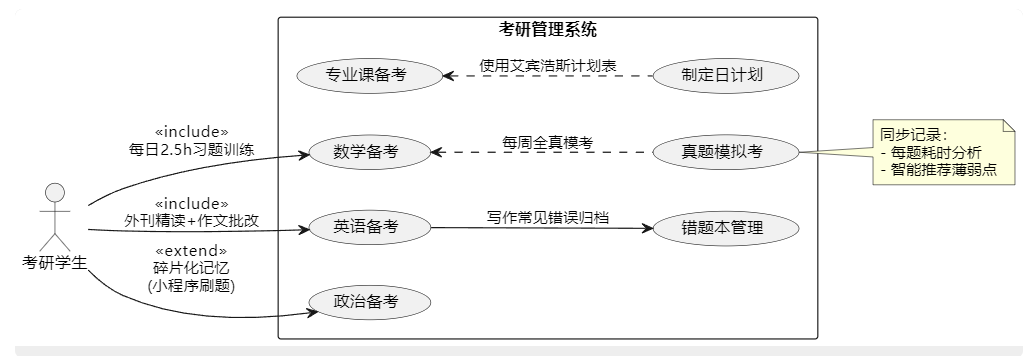 考研管理系统
专业课备考
使用艾宾浩斯计划表
制定日计划
«include»
每日2.5h习题训练
数学备考
每周全真模考
真题模拟考
同步记录：
- 每题耗时分析
- 智能推荐薄弱点
«include»
外刊精读+作文批改
英语备考
写作常见错误归档
错题本管理
考研学生
«extend»
碎片化记忆
(小程序刷题)
政治备考